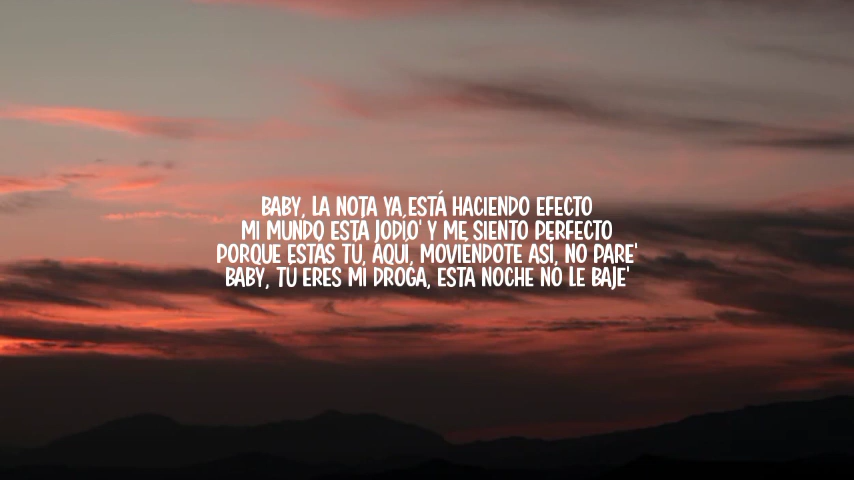 BABY, LA NOTA YA ESTÁ HACIENDO EFECTO
MI MUNDO ESTÁ JODIO' Y ME SIENTO PERFECTO
PORQUE ESTÁS TÚ, AQUÍ, MOVIÉNDOTE ASÍ, NO PARE'
BABY, TÚ ERES MI DROGA, ESTA NOCHE NO LE BAJE'